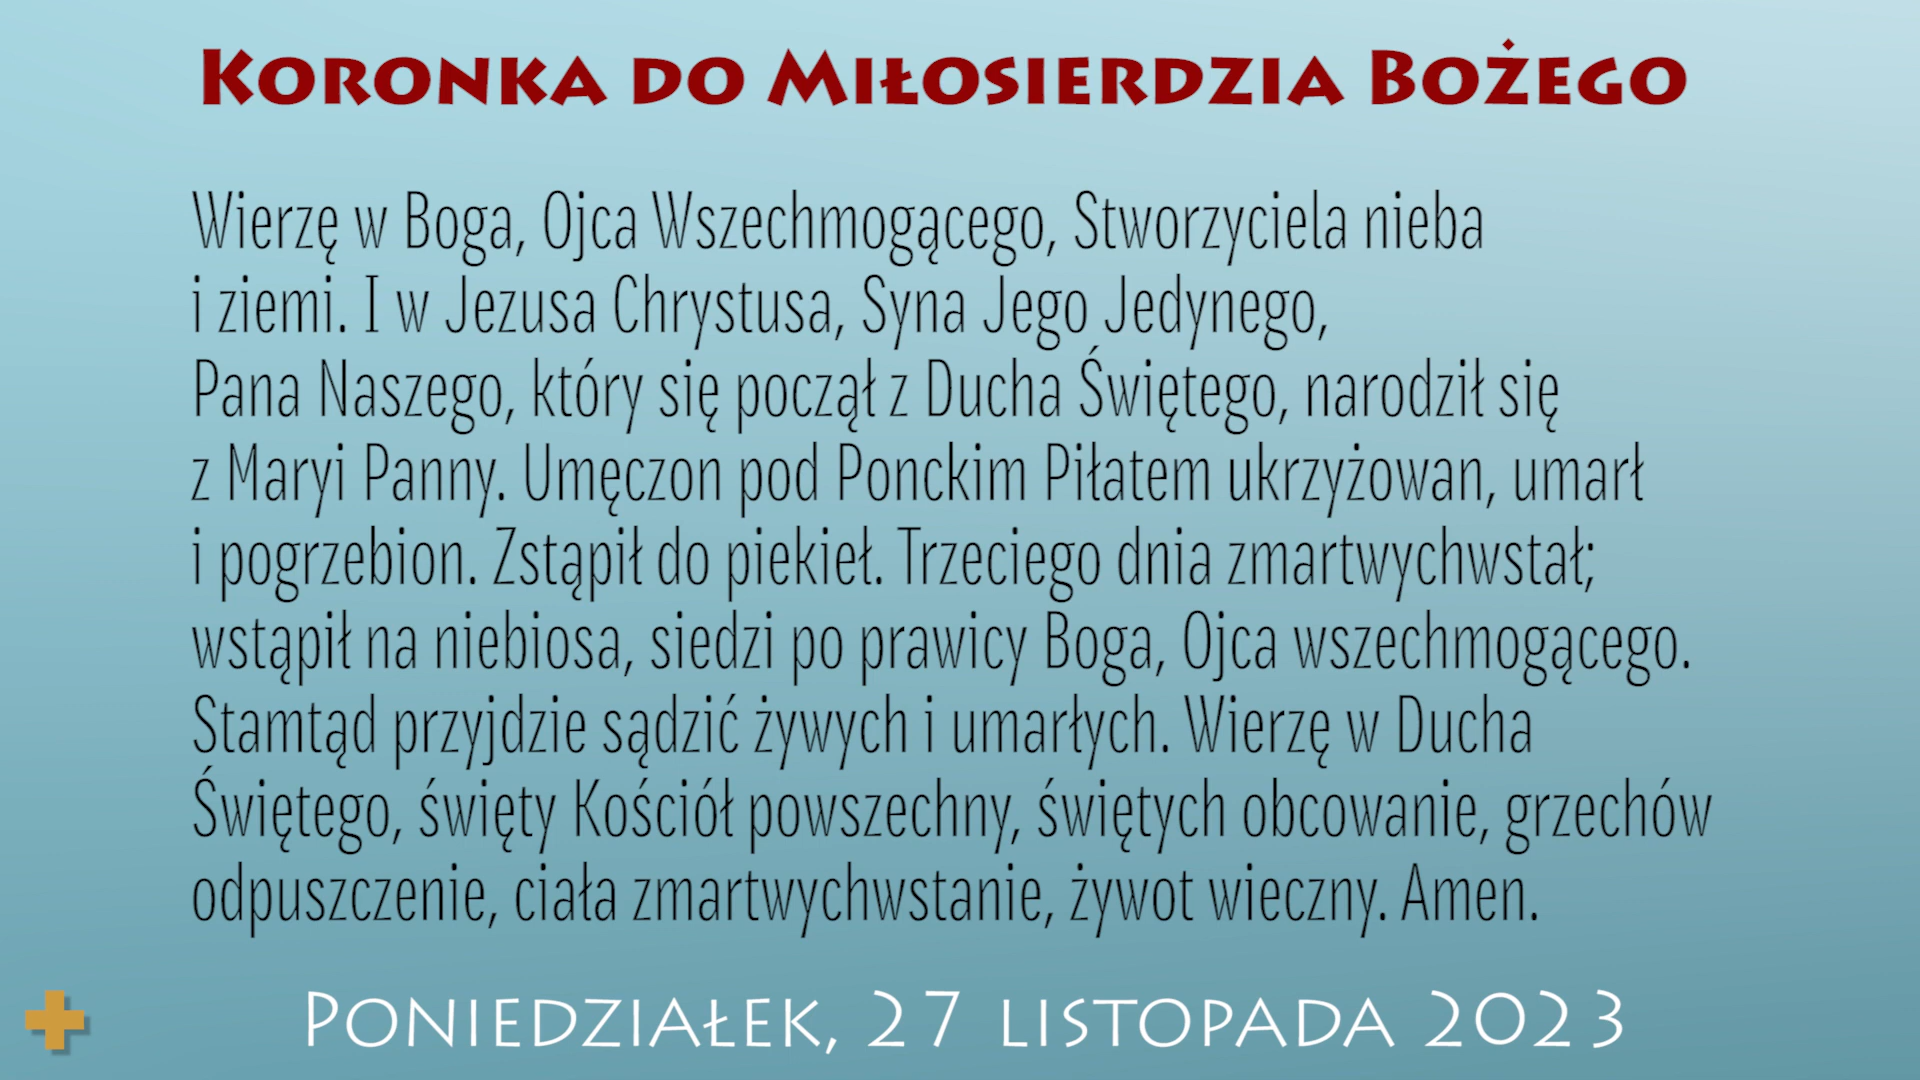 Koronka do Miłosierdzia Bożego
Wierzę w Boga, Ojca Wszechmogącego, Stworzyciela nieba
i ziemi. I w Jezusa Chrystusa, Syna Jego Jedynego,
Pana Naszego, który się począł z Ducha Świętego, narodził się
z Maryi Panny. Umęczon pod Ponckim Piłatem ukrzyżowan, umarł
i pogrzebion. Zstąpił do piekieł. Trzeciego dnia zmartwychwstał;
wstąpił na niebiosa, siedzi po prawicy Boga, Ojca wszechmogącego.
Stamtąd przyjdzie sądzić żywych i umarłych. Wierzę w Ducha
Świętego, święty Kościół powszechny, świętych obcowanie, grzechów
odpuszczenie, ciała zmartwychwstanie, żywot wieczny. Amen.
Poniedziałek, 27 listopada 2023